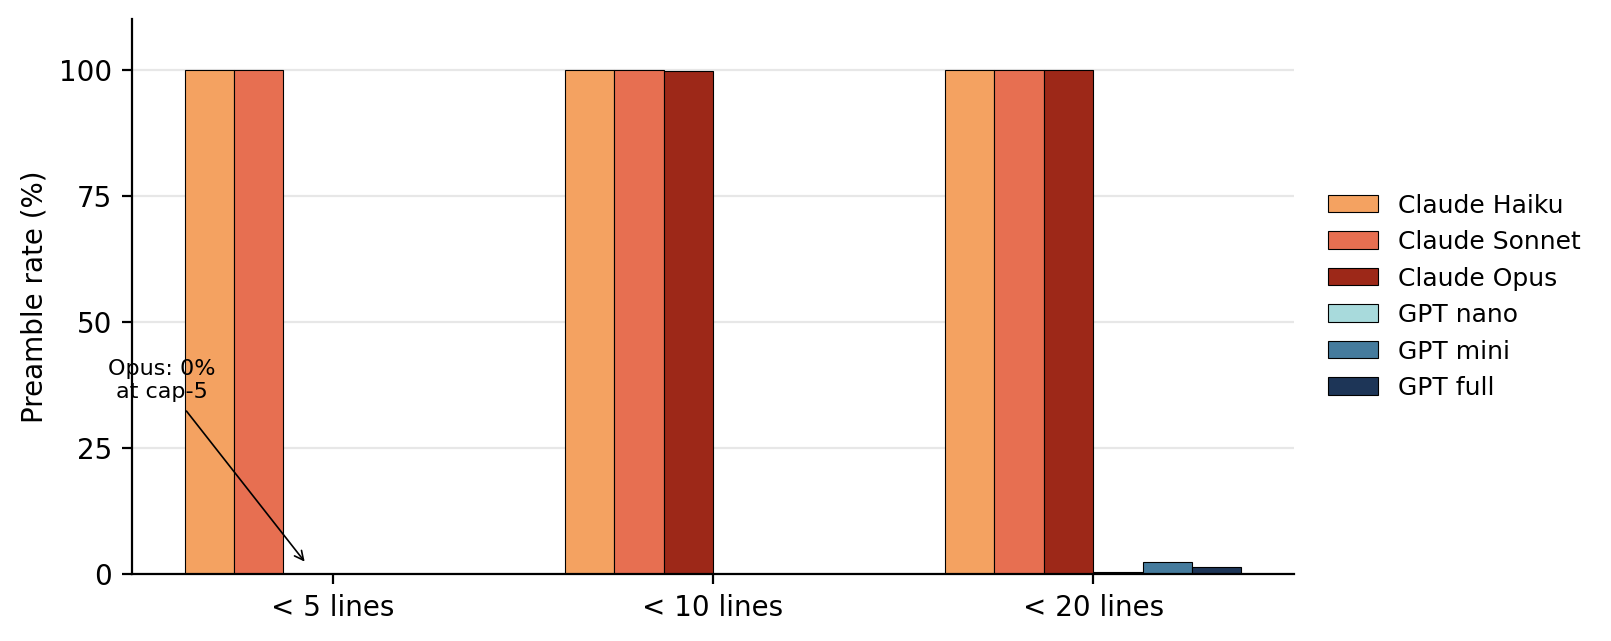 Preamble rate (%)
100
75
50
25
0
Opus: 0%
at cap-5
< 5 lines
< 10 lines
< 20 lines
Claude Haiku
Claude Sonnet
Claude Opus
GPT nano
GPT mini
GPT full